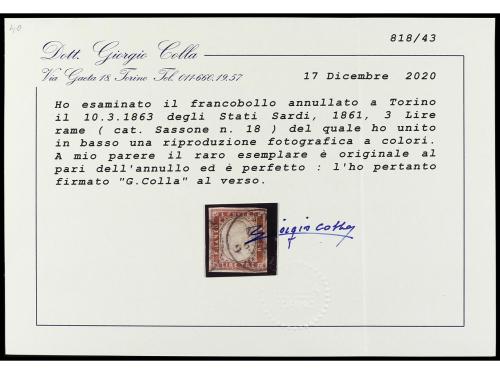 40
818/43
Dott. Giorgio Colla
Via Gaeta 18 Torino Tel. 011-660.19.57
17 Dicembre 2020
Ho esaminato il francobollo annullato a Torino
il 10.3.1863 degli Stati Sardi, 1861, 3 Lire
rame ( cat. Sassone n. 18 ) del quale ho unito
in basso una riproduzione fotografica a colori.
A mio parere il raro esemplare è originale al
pari dell'annullo ed è perfetto : l'ho pertanto
firmato "G.Colla" al verso.
Giorgio Colla